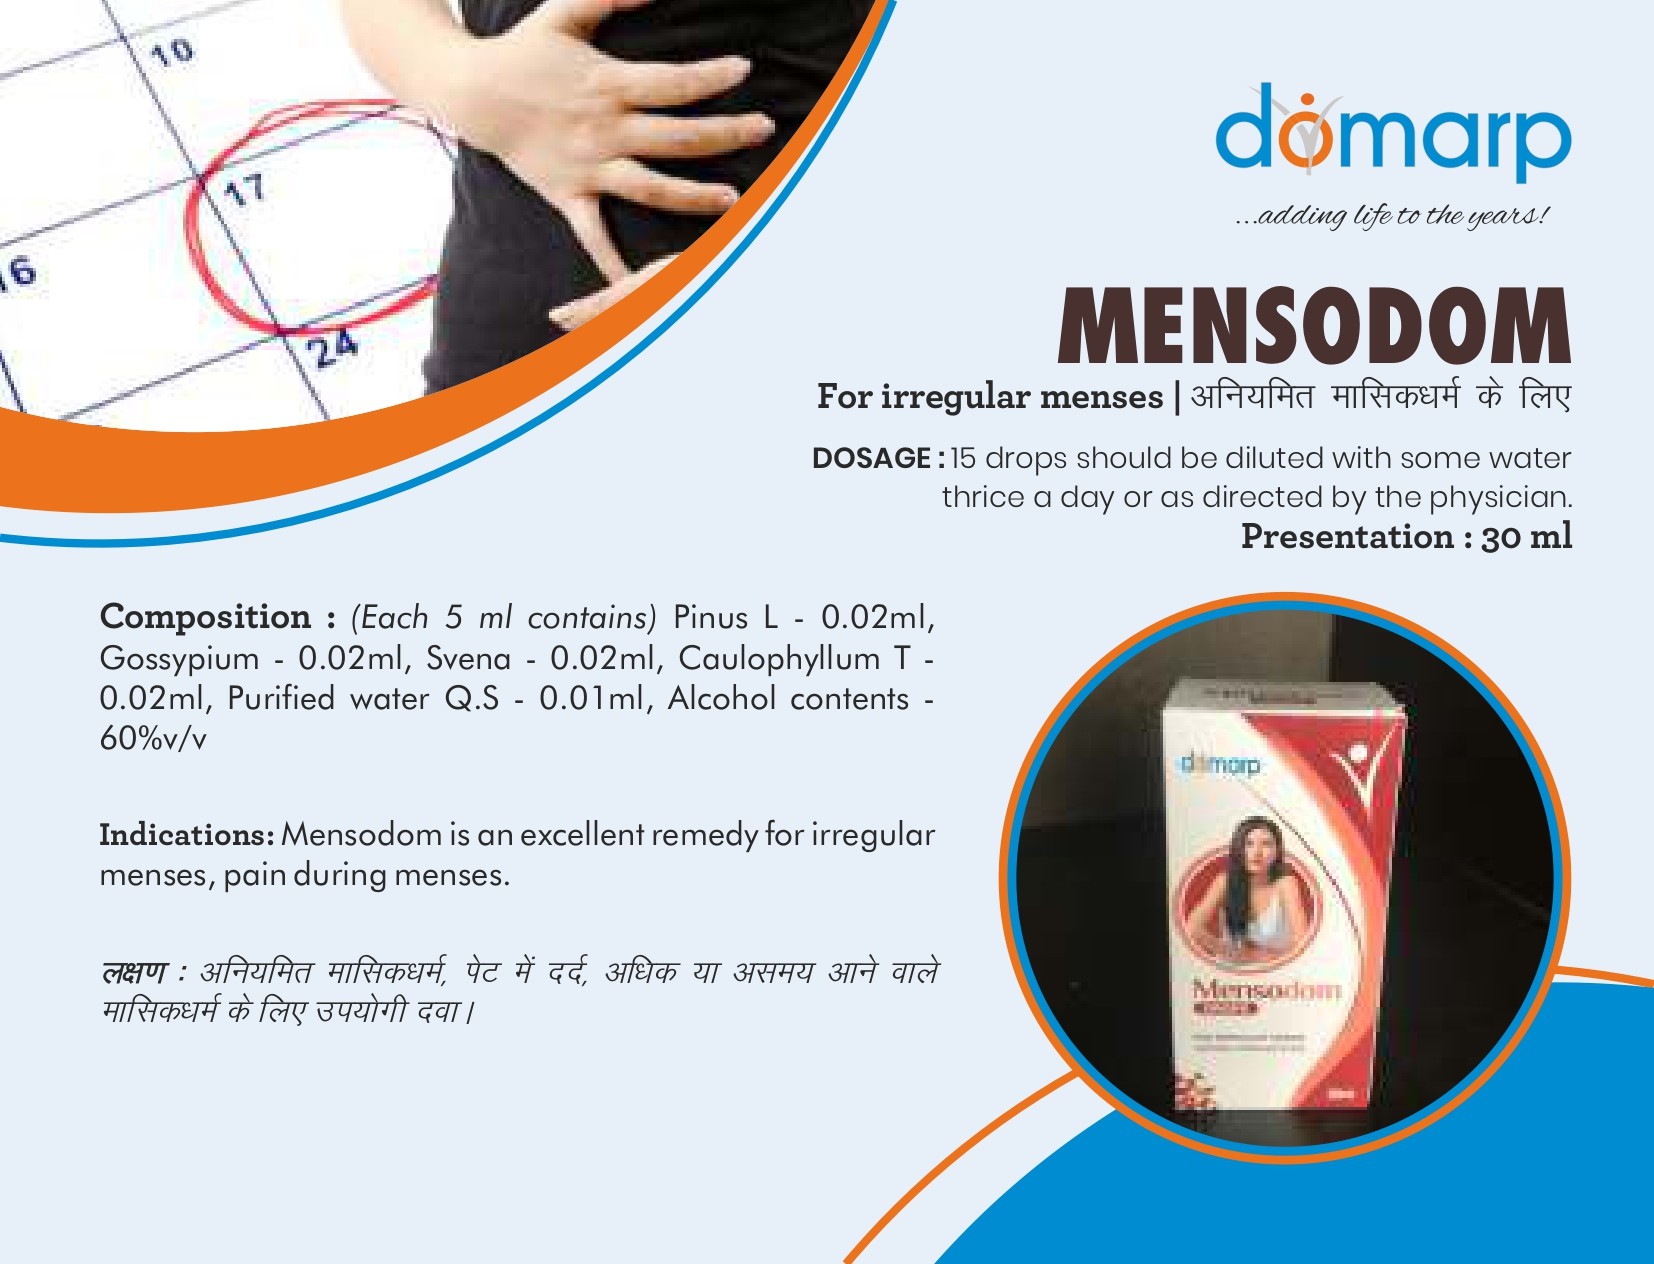 10
17
16
24
domarp
...adding life to the years!
MENSODOM
For irregular menses | अनियमित मासिकधर्म के लिए
DOSAGE : 15 drops should be diluted with some water
thrice a day or as directed by the physician.
Presentation : 30 ml
Composition : (Each 5 ml contains) Pinus L - 0.02ml,
Gossypium - 0.02ml, Svena - 0.02ml, Caulophyllum T -
0.02ml, Purified water Q.S - 0.01ml, Alcohol contents -
60%v/v
Indications: Mensodom is an excellent remedy for irregular
menses, pain during menses.
लक्षण : अनियमित मासिकधर्म, पेट में दर्द, अधिक या असमय आने वाले
मासिकधर्म के लिए उपयोगी दवा।
domarp
Mensodom